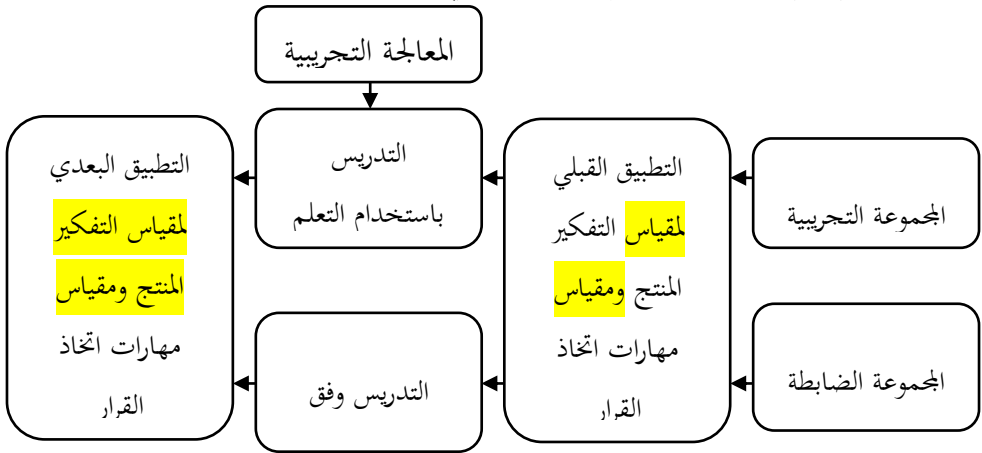 المعالجة التجريبية
المجموعة التجريبية
المجموعة الضابطة
التطبيق القبلي
لمقياس التفكير
المنتج ومقياس
مهارات اتخاذ
القرار
التدريس
باستخدام التعلم
التدريس وفق
التطبيق البعدي
لمقياس التفكير
المنتج ومقياس
مهارات اتخاذ
القرار